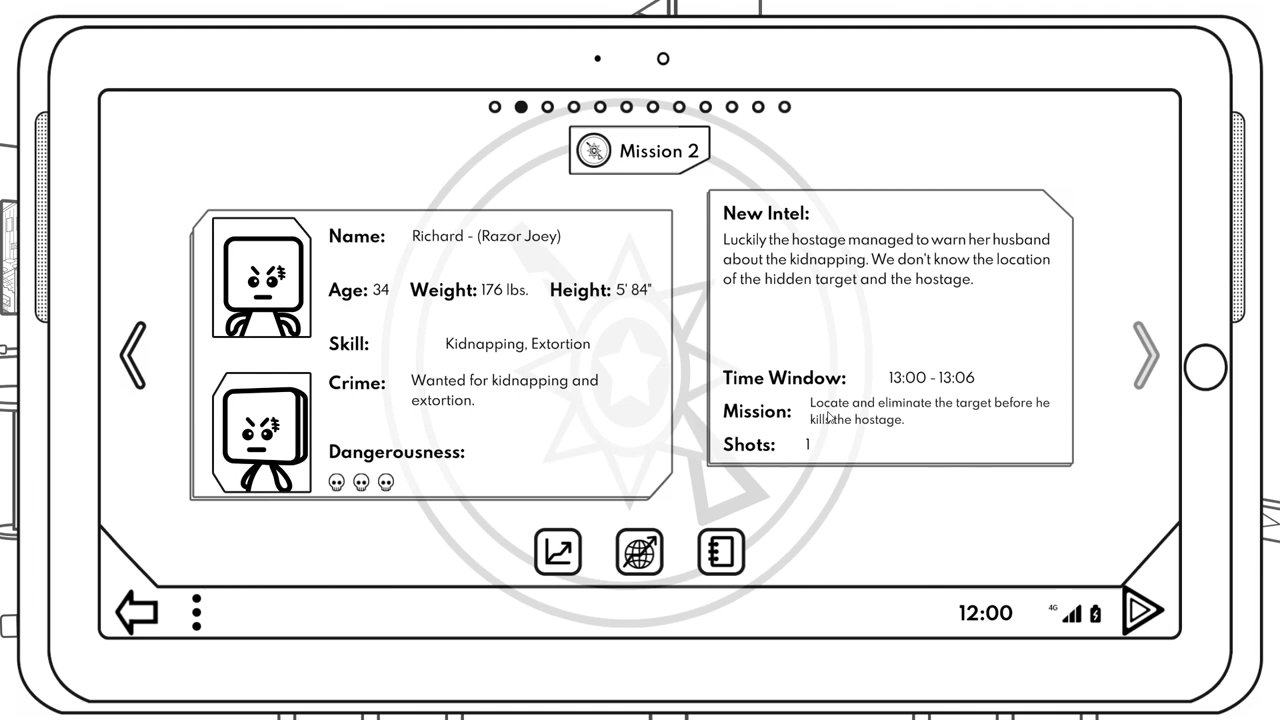 Mission 2
Name: Richard - (Razor Joey)
Age: 34 Weight: 176 lbs. Height: 5' 84"
Skill: Kidnapping, Extortion
Crime: Wanted for kidnapping and
extortion.
Dangerousness:
New Intel:
Luckily the hostage managed to warn her husband
about the kidnapping. We don't know the location
of the hidden target and the hostage.
Time Window: 13:00 - 13:06
Mission: Locate and eliminate the target before he
kills the hostage.
Shots: 1
12:00
4G